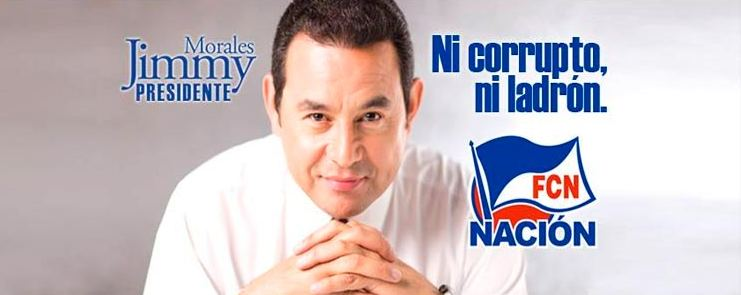 Morales
Jimmy
PRESIDENTE
Ni corrupto,
ni ladrón.
FCN
NACIÓN